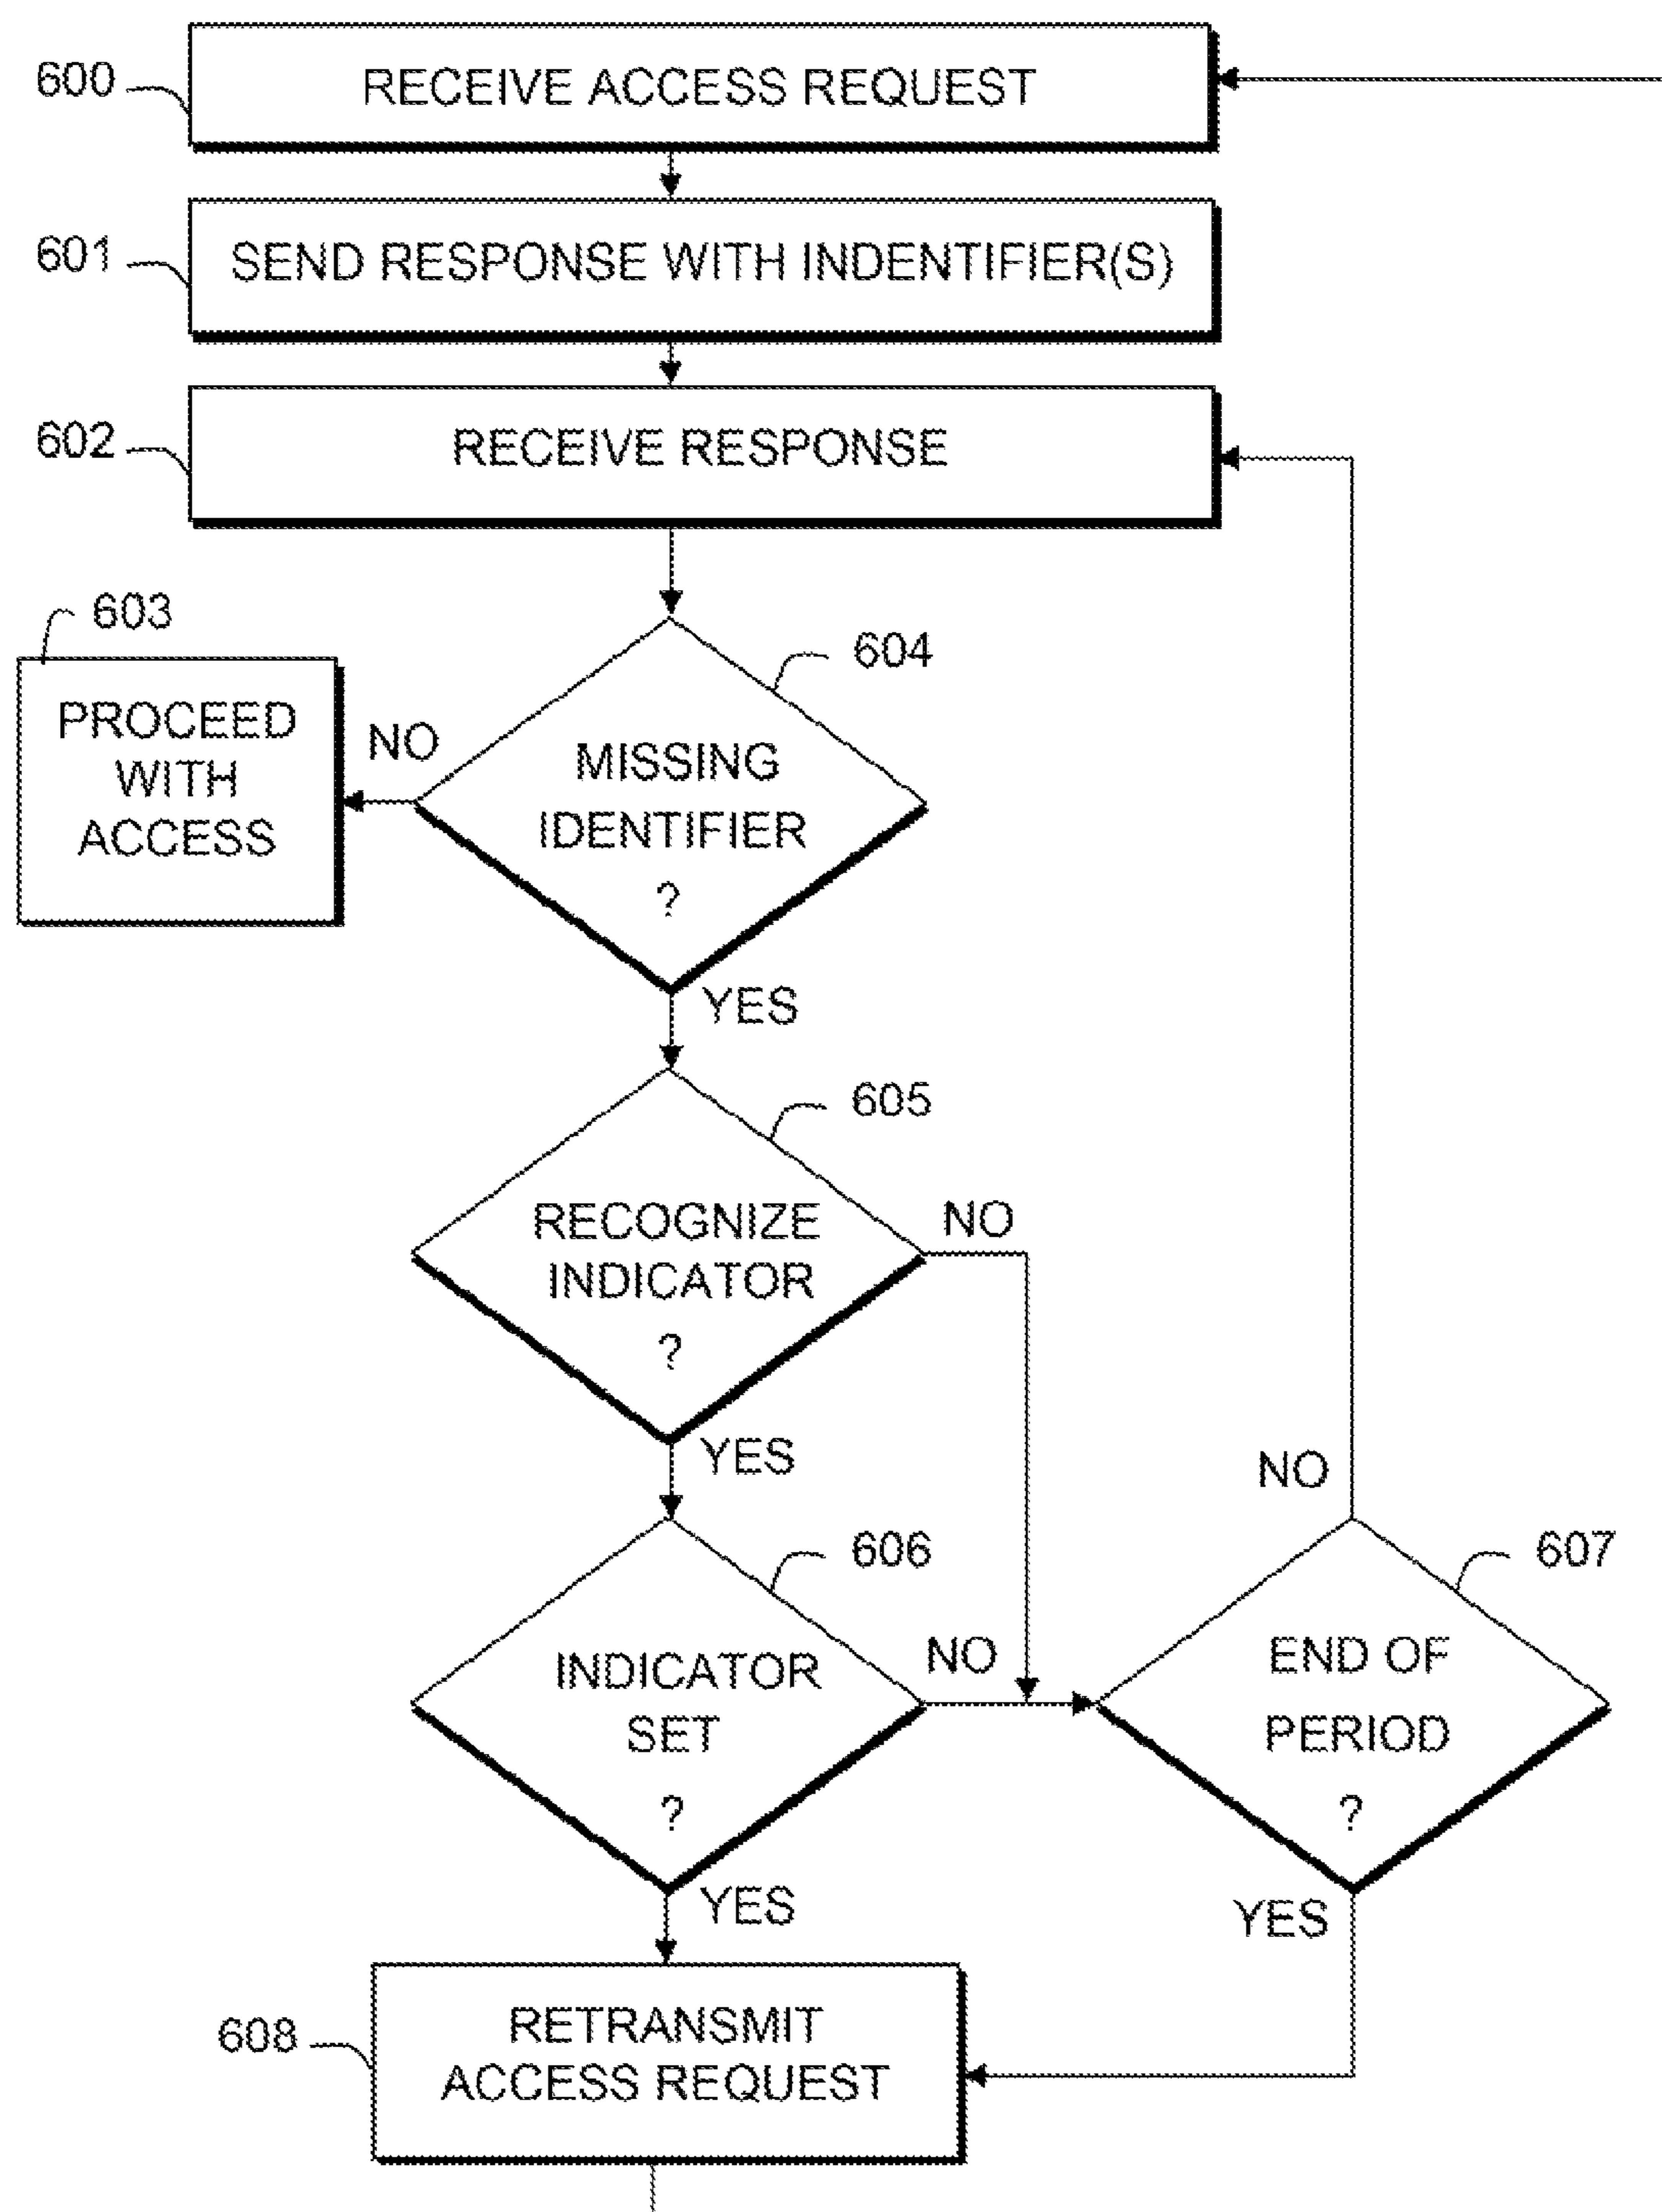 600
RECEIVE ACCESS REQUEST
601
SEND RESPONSE WITH INDENTIFIER(S)
602
RECEIVE RESPONSE
603
PROCEED
WITH
ACCESS
NO
604
MISSING
IDENTIFIER
?
YES
605
RECOGNIZE
INDICATOR
?
NO
YES
606
INDICATOR
SET
?
NO
YES
607
END OF
PERIOD
?
NO
YES
608
RETRANSMIT
ACCESS REQUEST